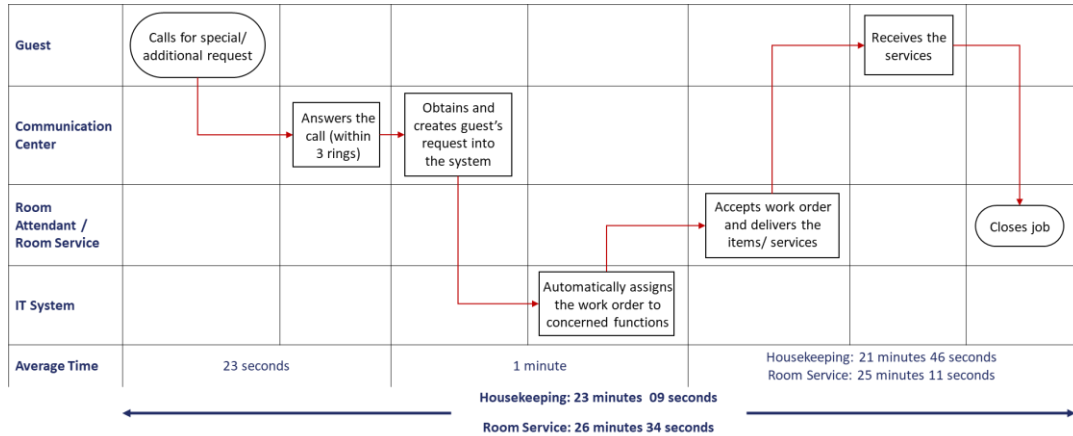 Guest
Calls for special/
additional request
Receives the
services
Communication
Center
Answers the
call (within
3 rings)
Obtains and
creates guest's
request into
the system
Room
Attendant /
Room Service
Accepts work order
and delivers the
items/ services
Closes job
IT System
Automatically assigns
the work order to
concerned functions
Average Time
23 seconds
1 minute
Housekeeping: 21 minutes 46 seconds
Room Service: 25 minutes 11 seconds
Housekeeping: 23 minutes 09 seconds
Room Service: 26 minutes 34 seconds